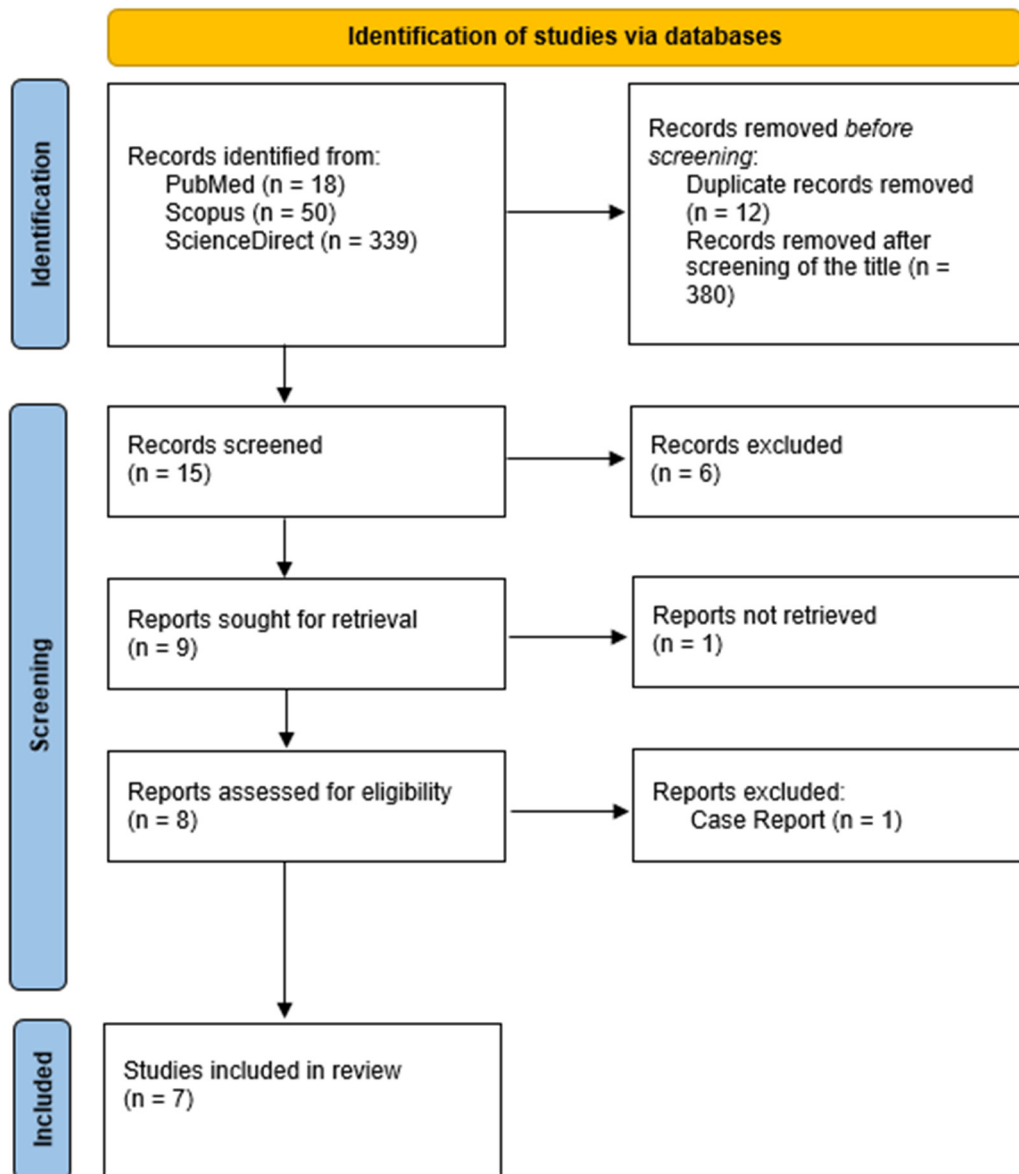 Identification of studies via databases
Identification
Records identified from:
PubMed (n = 18)
Scopus (n = 50)
ScienceDirect (n = 339)
Records removed before
screening:
Duplicate records removed
(n = 12)
Records removed after
screening of the title (n =
380)
Screening
Records screened
(n = 15)
Records excluded
(n = 6)
Reports sought for retrieval
(n = 9)
Reports not retrieved
(n = 1)
Reports assessed for eligibility
(n = 8)
Reports excluded:
Case Report (n = 1)
Included
Studies included in review
(n = 7)